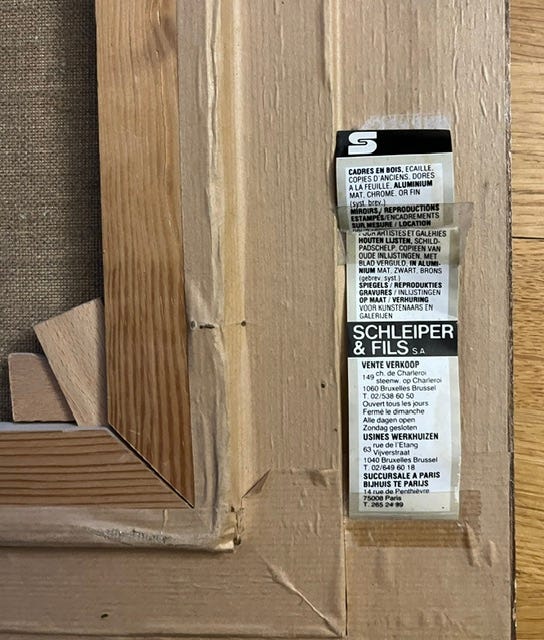 S
CADRES EN BOIS, ECAILLE,
COPIES D'ANCIENS, DORES
A LA FEUILLE, ALUMINIUM
MAT, CHROME, OR FIN
(syst. brev.)
MIROIRS / REPRODUCTIONS
ESTAMPES/ENCADREMENTS
SUR MESURE / LOCATION
POUR ARTISTES ET GALERIES
HOUTEN LIJSTEN, SCHILD-
PADSCHELP, COPIEEN VAN
OUDE INLIJSTINGEN, MET
BLAD VERGULD, IN ALUMI-
NIUM MAT, ZWART, BRONS
(gebrev. syst.)
SPIEGELS / REPRODUKTIES
GRAVURES / INLIJSTINGEN
OP MAAT / VERHURING
VOOR KUNSTENAARS EN
GALERIJEN
SCHLEIPER
& FILS S.A
VENTE VERKOOP
149 ch. de Charleroi
steenw. op Charleroi
1060 Bruxelles Brussel
T. 02/538 60 50
Ouvert tous les jours
Fermé le dimanche
Alle dagen open
Zondag gesloten
USINES WERKHUIZEN
63 rue de l'Etang
Vijverstraat
1040 Bruxelles Brussel
T. 02/649 60 18
SUCCURSALE A PARIS
BIJHUIS TE PARIJS
14 rue de Penthièvre
75008 Paris
T. 265 24 99